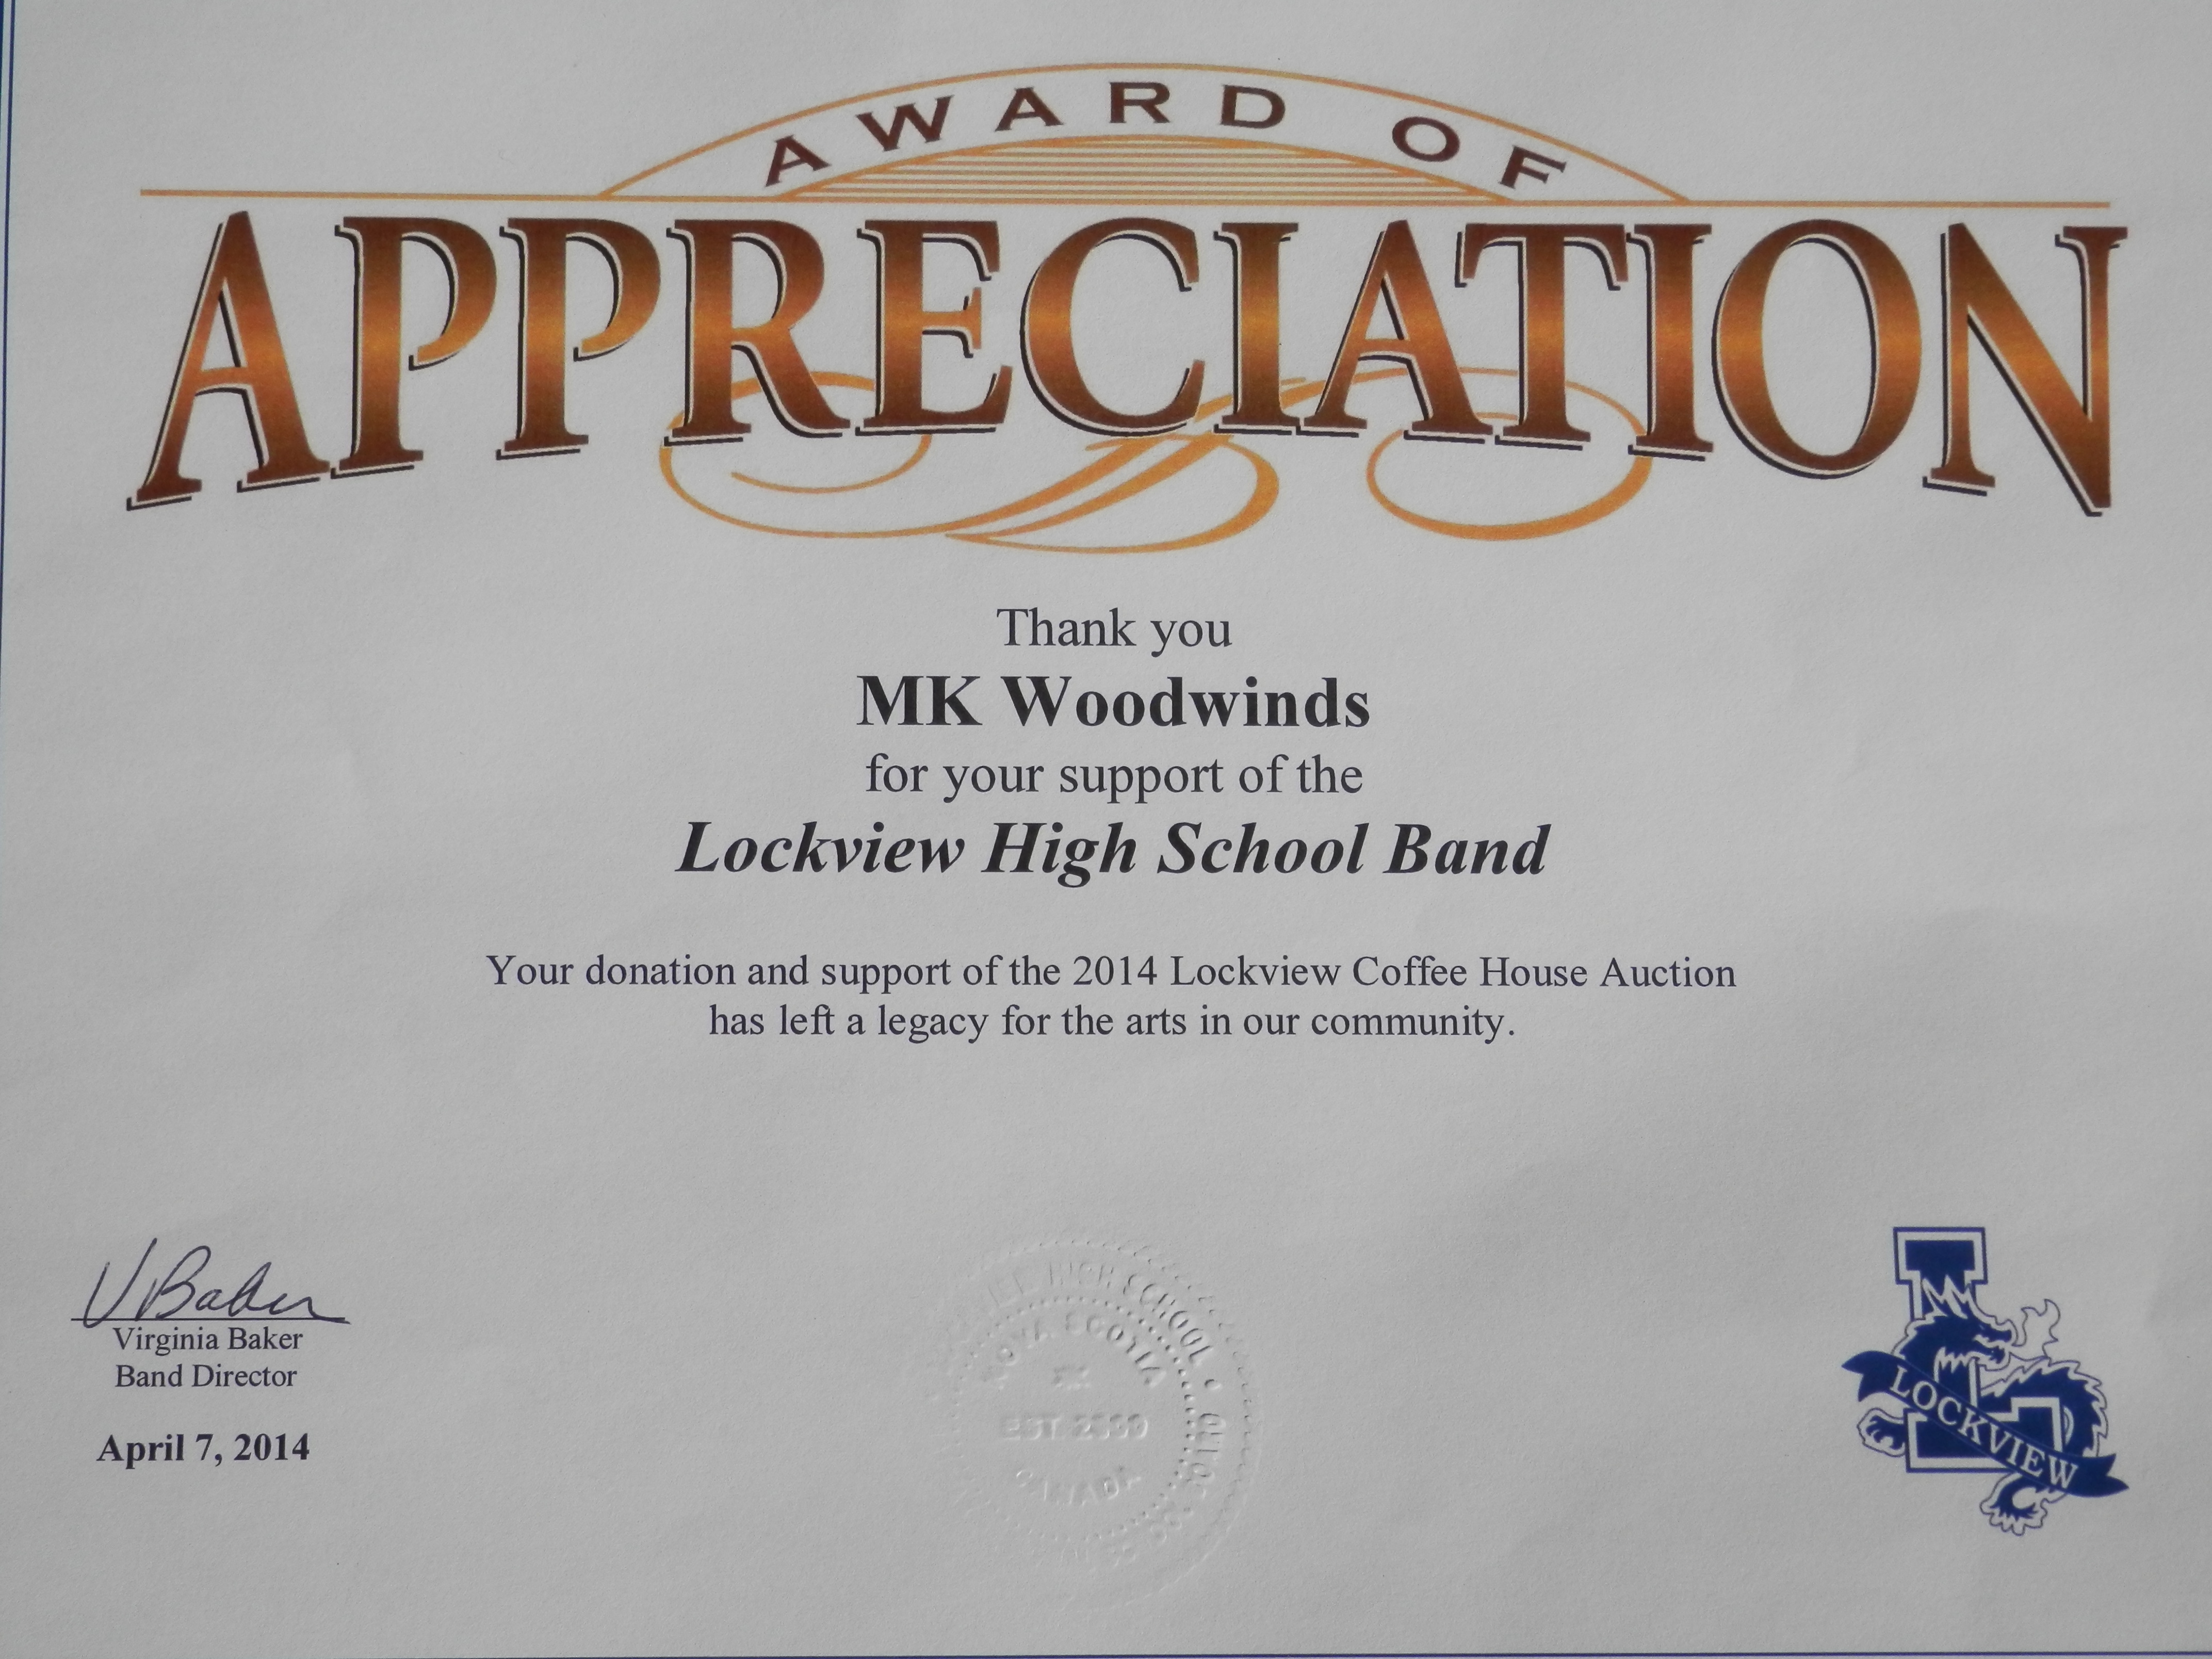 AWARD OF
APPRECIATION
Thank you
MK Woodwinds
for your support of the
Lockview High School Band
Your donation and support of the 2014 Lockview Coffee House Auction
has left a legacy for the arts in our community.
V Baker
Virginia Baker
Band Director
April 7, 2014
HIGH SCHOOL
NOVA SCOTIA
EST.
CANADA
L
LOCKVIEW